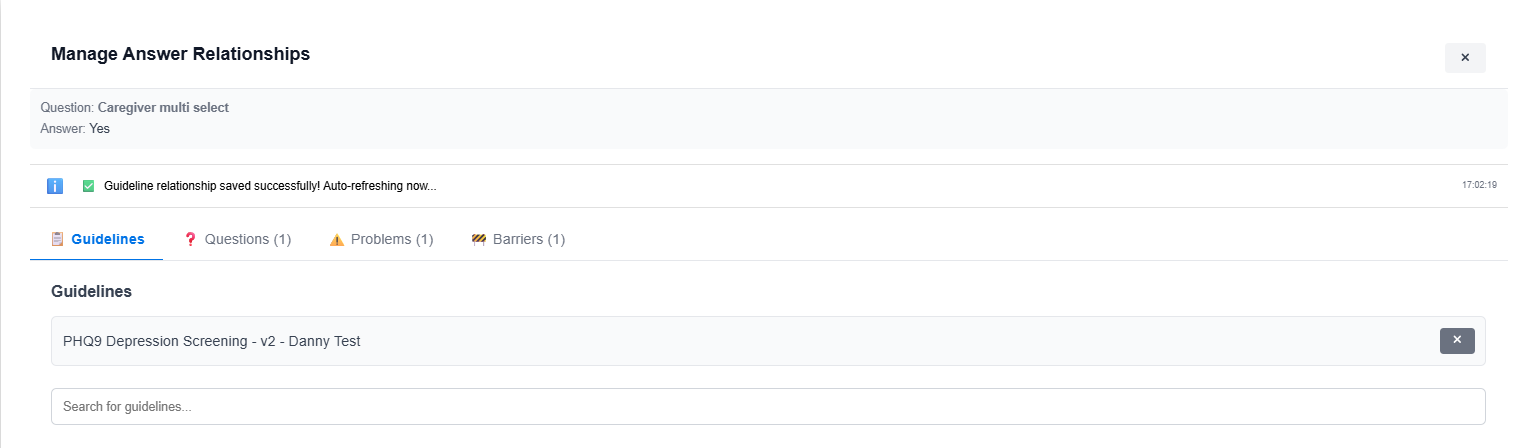 Manage Answer Relationships
×
Question: Caregiver multi select
Answer: Yes
i ✅ Guideline relationship saved successfully! Auto-refreshing now... 17:02:19
📋 Guidelines ❓ Questions (1) ⚠️ Problems (1) 🚧 Barriers (1)
Guidelines
PHQ9 Depression Screening - v2 - Danny Test ×
Search for guidelines...